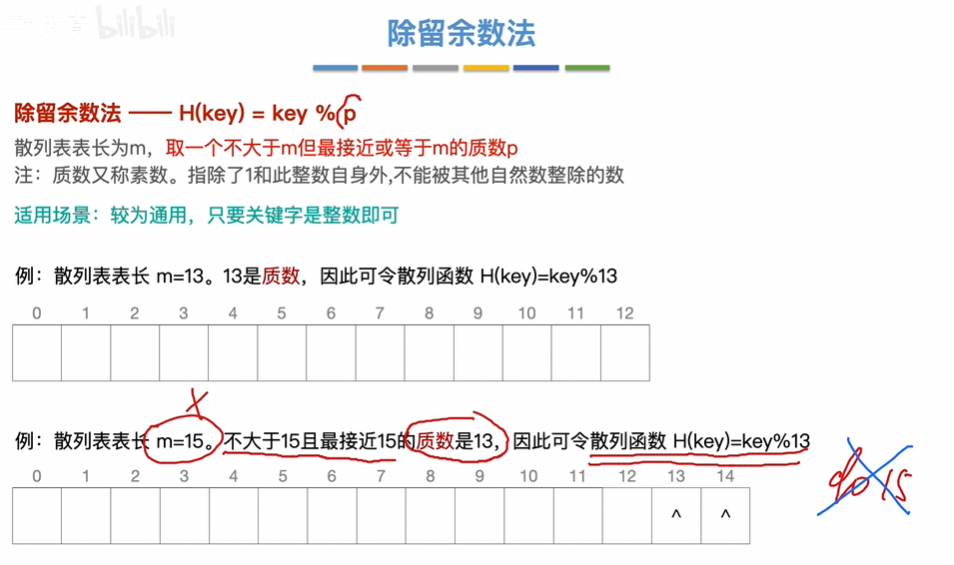 bilibili
除留余数法
除留余数法 —— H(key) = key % p
散列表表长为m，取一个不大于m但最接近或等于m的质数p
注：质数又称素数。指除了1和此整数自身外,不能被其他自然数整除的数
适用场景：较为通用，只要关键字是整数即可
例：散列表表长 m=13。13是质数，因此可令散列函数 H(key)=key%13
0 1 2 3 4 5 6 7 8 9 10 11 12
例：散列表表长 m=15。不大于15且最接近15的质数是13，因此可令散列函数 H(key)=key%13
0 1 2 3 4 5 6 7 8 9 10 11 12 13 14
^ ^
% 15